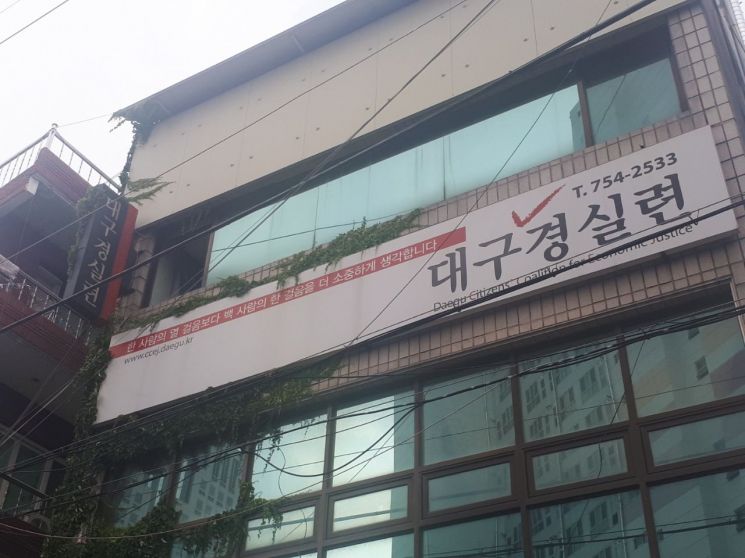 대구경실련
한 사람의 열 걸음보다 백 사람의 한 걸음을 더 소중하게 생각합니다
www.ccej.daegu.kr
T. 754-2533
대구경실련
Daegu Citizens' Coalition for Economic Justice